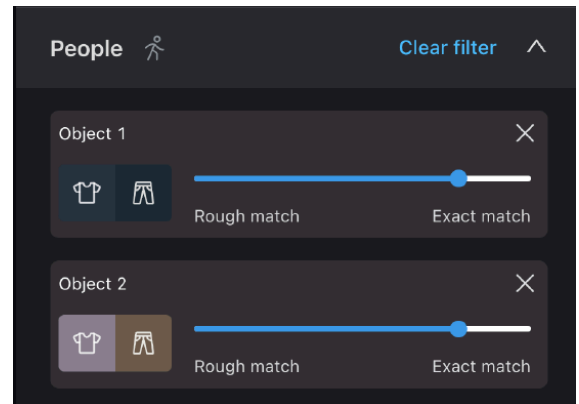 People Clear filter
Object 1
Rough match Exact match
Object 2
Rough match Exact match